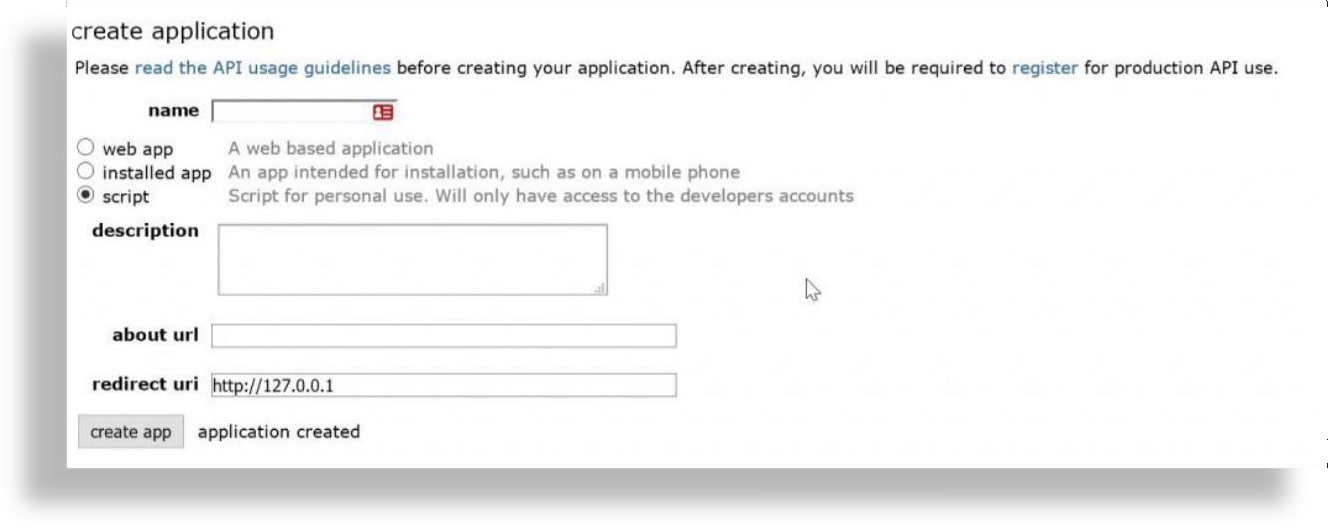 create application
Please read the API usage guidelines before creating your application. After creating, you will be required to register for production API use.
name
web app A web based application
installed app An app intended for installation, such as on a mobile phone
script Script for personal use. Will only have access to the developers accounts
description
about url
redirect uri http://127.0.0.1
create app application created